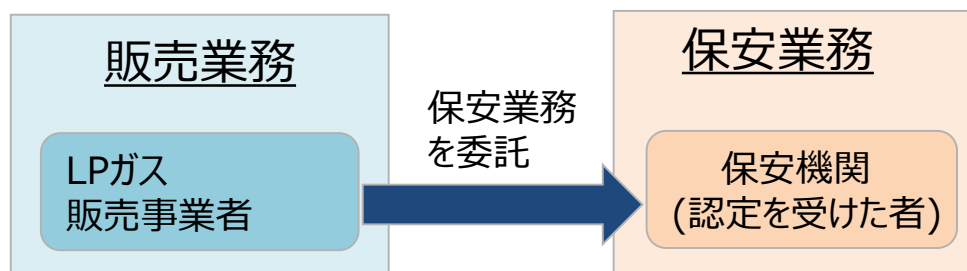 販売業務
LPガス
販売事業者
保安業務
を委託
保安業務
保安機関
(認定を受けた者)